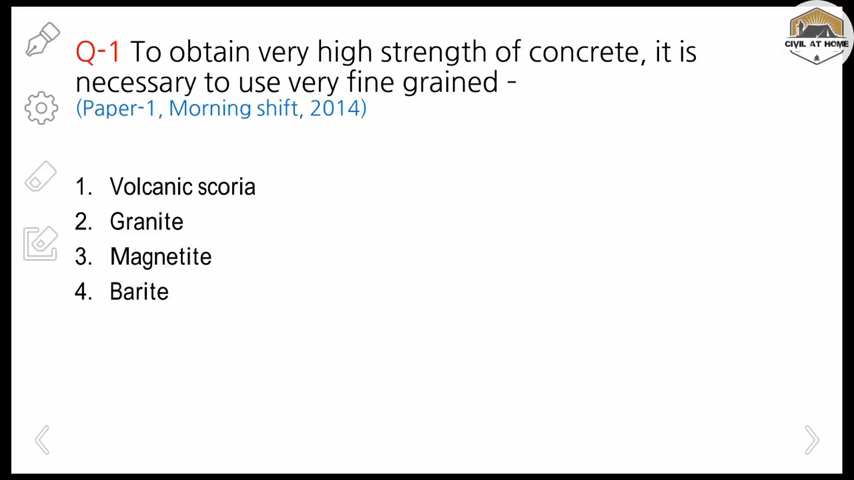 CIVIL AT HOME
Q-1 To obtain very high strength of concrete, it is
necessary to use very fine grained -
(Paper-1, Morning shift, 2014)
1. Volcanic scoria
2. Granite
3. Magnetite
4. Barite